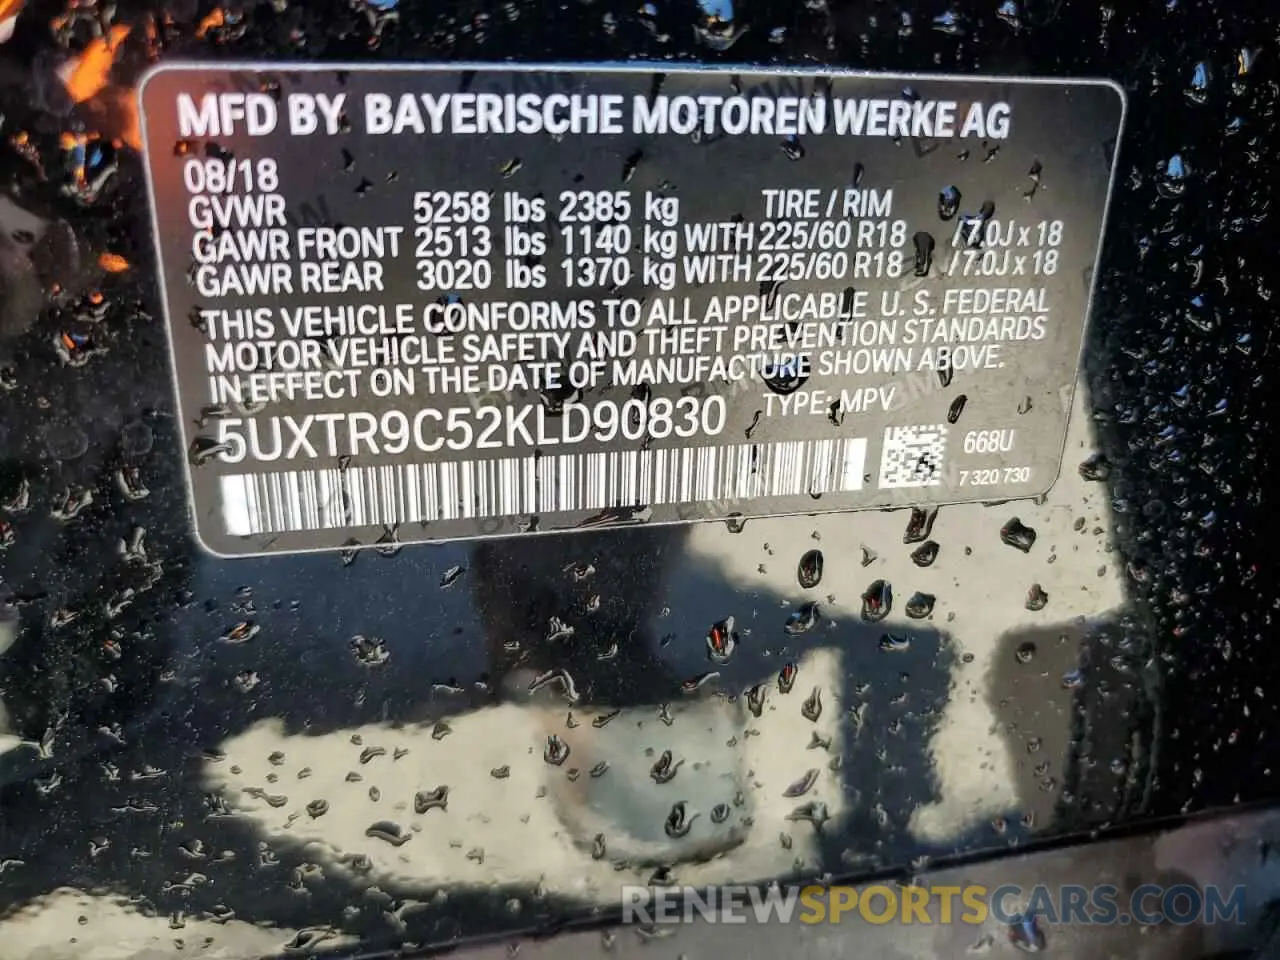 MFD BY BAYERISCHE MOTOREN WERKE AG
08/18
GVWR 5258 lbs 2385 kg TIRE / RIM
GAWR FRONT 2513 lbs 1140 kg WITH 225/60 R18 / 7.0J x 18
GAWR REAR 3020 lbs 1370 kg WITH 225/60 R18 / 7.0J x 18
THIS VEHICLE CONFORMS TO ALL APPLICABLE U. S. FEDERAL
MOTOR VEHICLE SAFETY AND THEFT PREVENTION STANDARDS
IN EFFECT ON THE DATE OF MANUFACTURE SHOWN ABOVE.
5UXTR9C52KLD90830 TYPE: MPV
668U
7 320 730
RENEWSPORTSCARS.COM